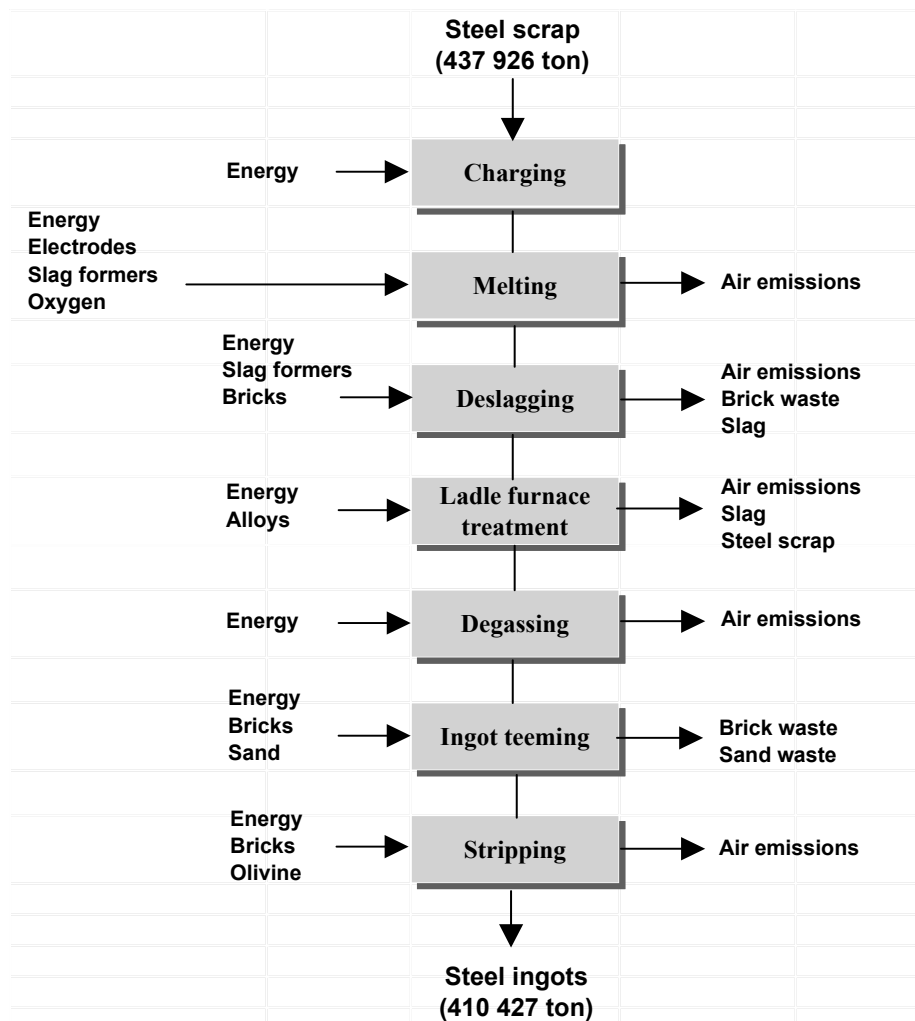 Steel scrap
(437 926 ton)
Energy
Charging
Energy
Electrodes
Slag formers
Oxygen
Melting
Air emissions
Energy
Slag formers
Bricks
Deslagging
Air emissions
Brick waste
Slag
Energy
Alloys
Ladle furnace
treatment
Air emissions
Slag
Steel scrap
Energy
Degassing
Air emissions
Energy
Bricks
Sand
Ingot teeming
Brick waste
Sand waste
Energy
Bricks
Olivine
Stripping
Air emissions
Steel ingots
(410 427 ton)